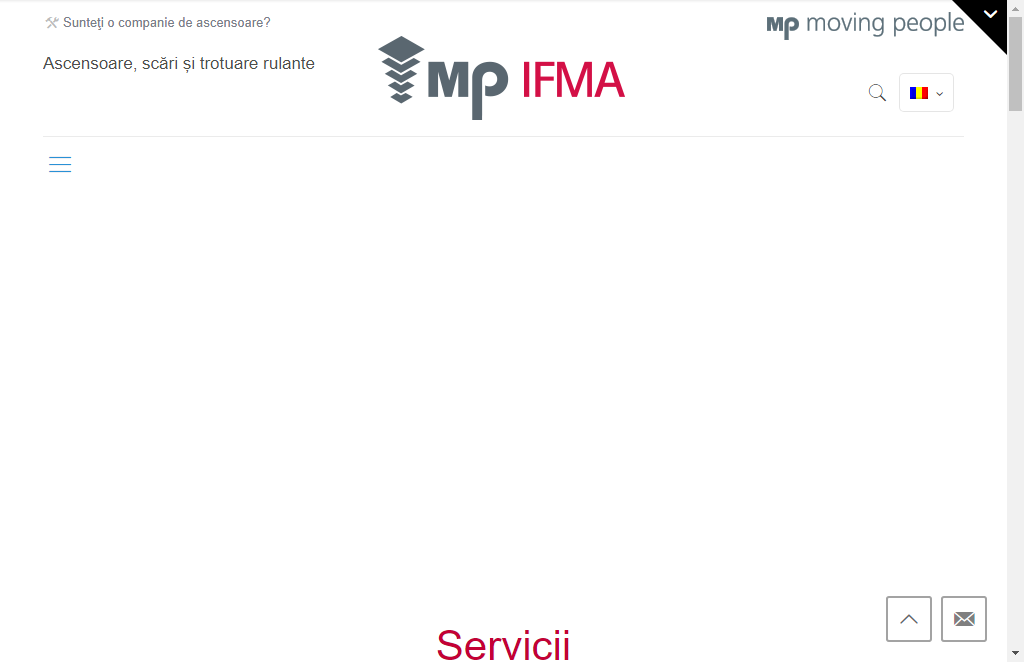 Sunteţi o companie de ascensoare?
MP moving people
Ascensoare, scări și trotuare rulante
MP IFMA
Servicii